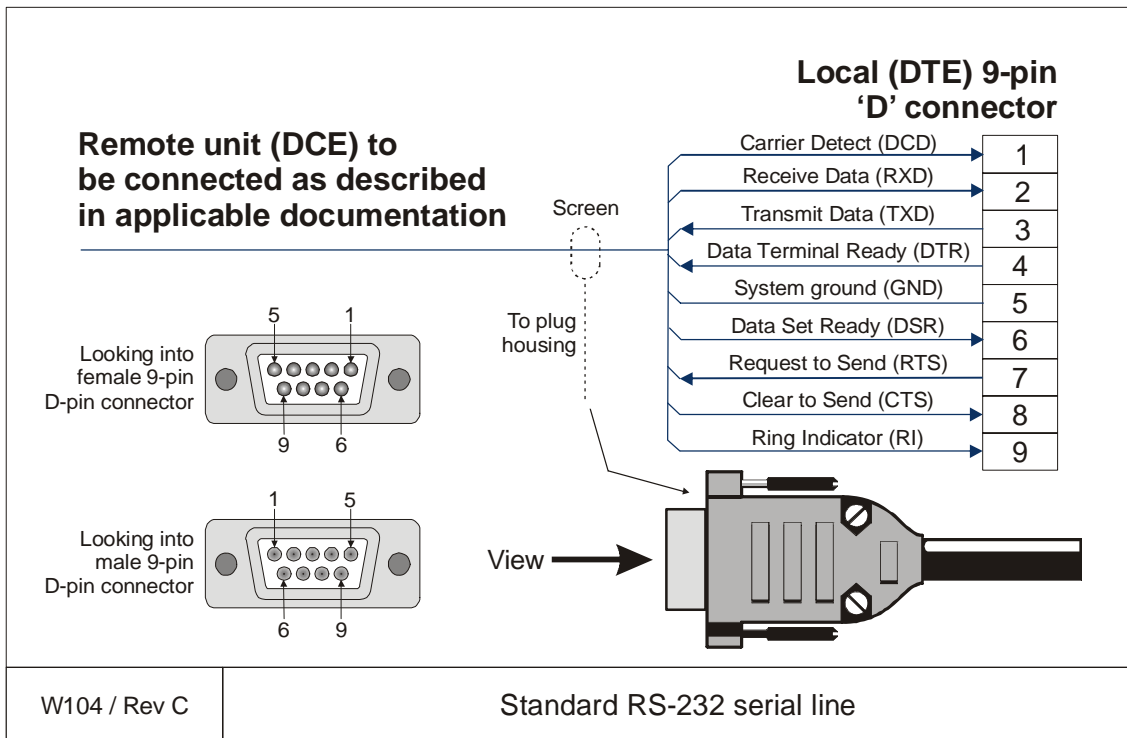 Local (DTE) 9-pin
‘D’ connector
Remote unit (DCE) to
be connected as described
in applicable documentation
Screen
Carrier Detect (DCD)
1
Receive Data (RXD)
2
Transmit Data (TXD)
3
Data Terminal Ready (DTR)
4
System ground (GND)
5
Data Set Ready (DSR)
6
Request to Send (RTS)
7
Clear to Send (CTS)
8
Ring Indicator (RI)
9
To plug
housing
5 1
Looking into
female 9-pin
D-pin connector
9 6
1 5
Looking into
male 9-pin
D-pin connector
6 9
View
W104 / Rev C
Standard RS-232 serial line